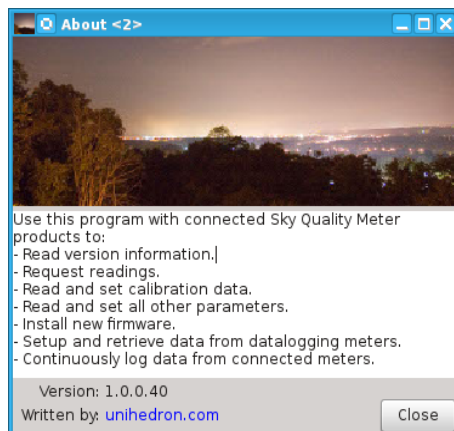 About <2>
Use this program with connected Sky Quality Meter
products to:
- Read version information.
- Request readings.
- Read and set calibration data.
- Read and set all other parameters.
- Install new firmware.
- Setup and retrieve data from datalogging meters.
- Continuously log data from connected meters.
Version: 1.0.0.40
Written by: unihedron.com
Close